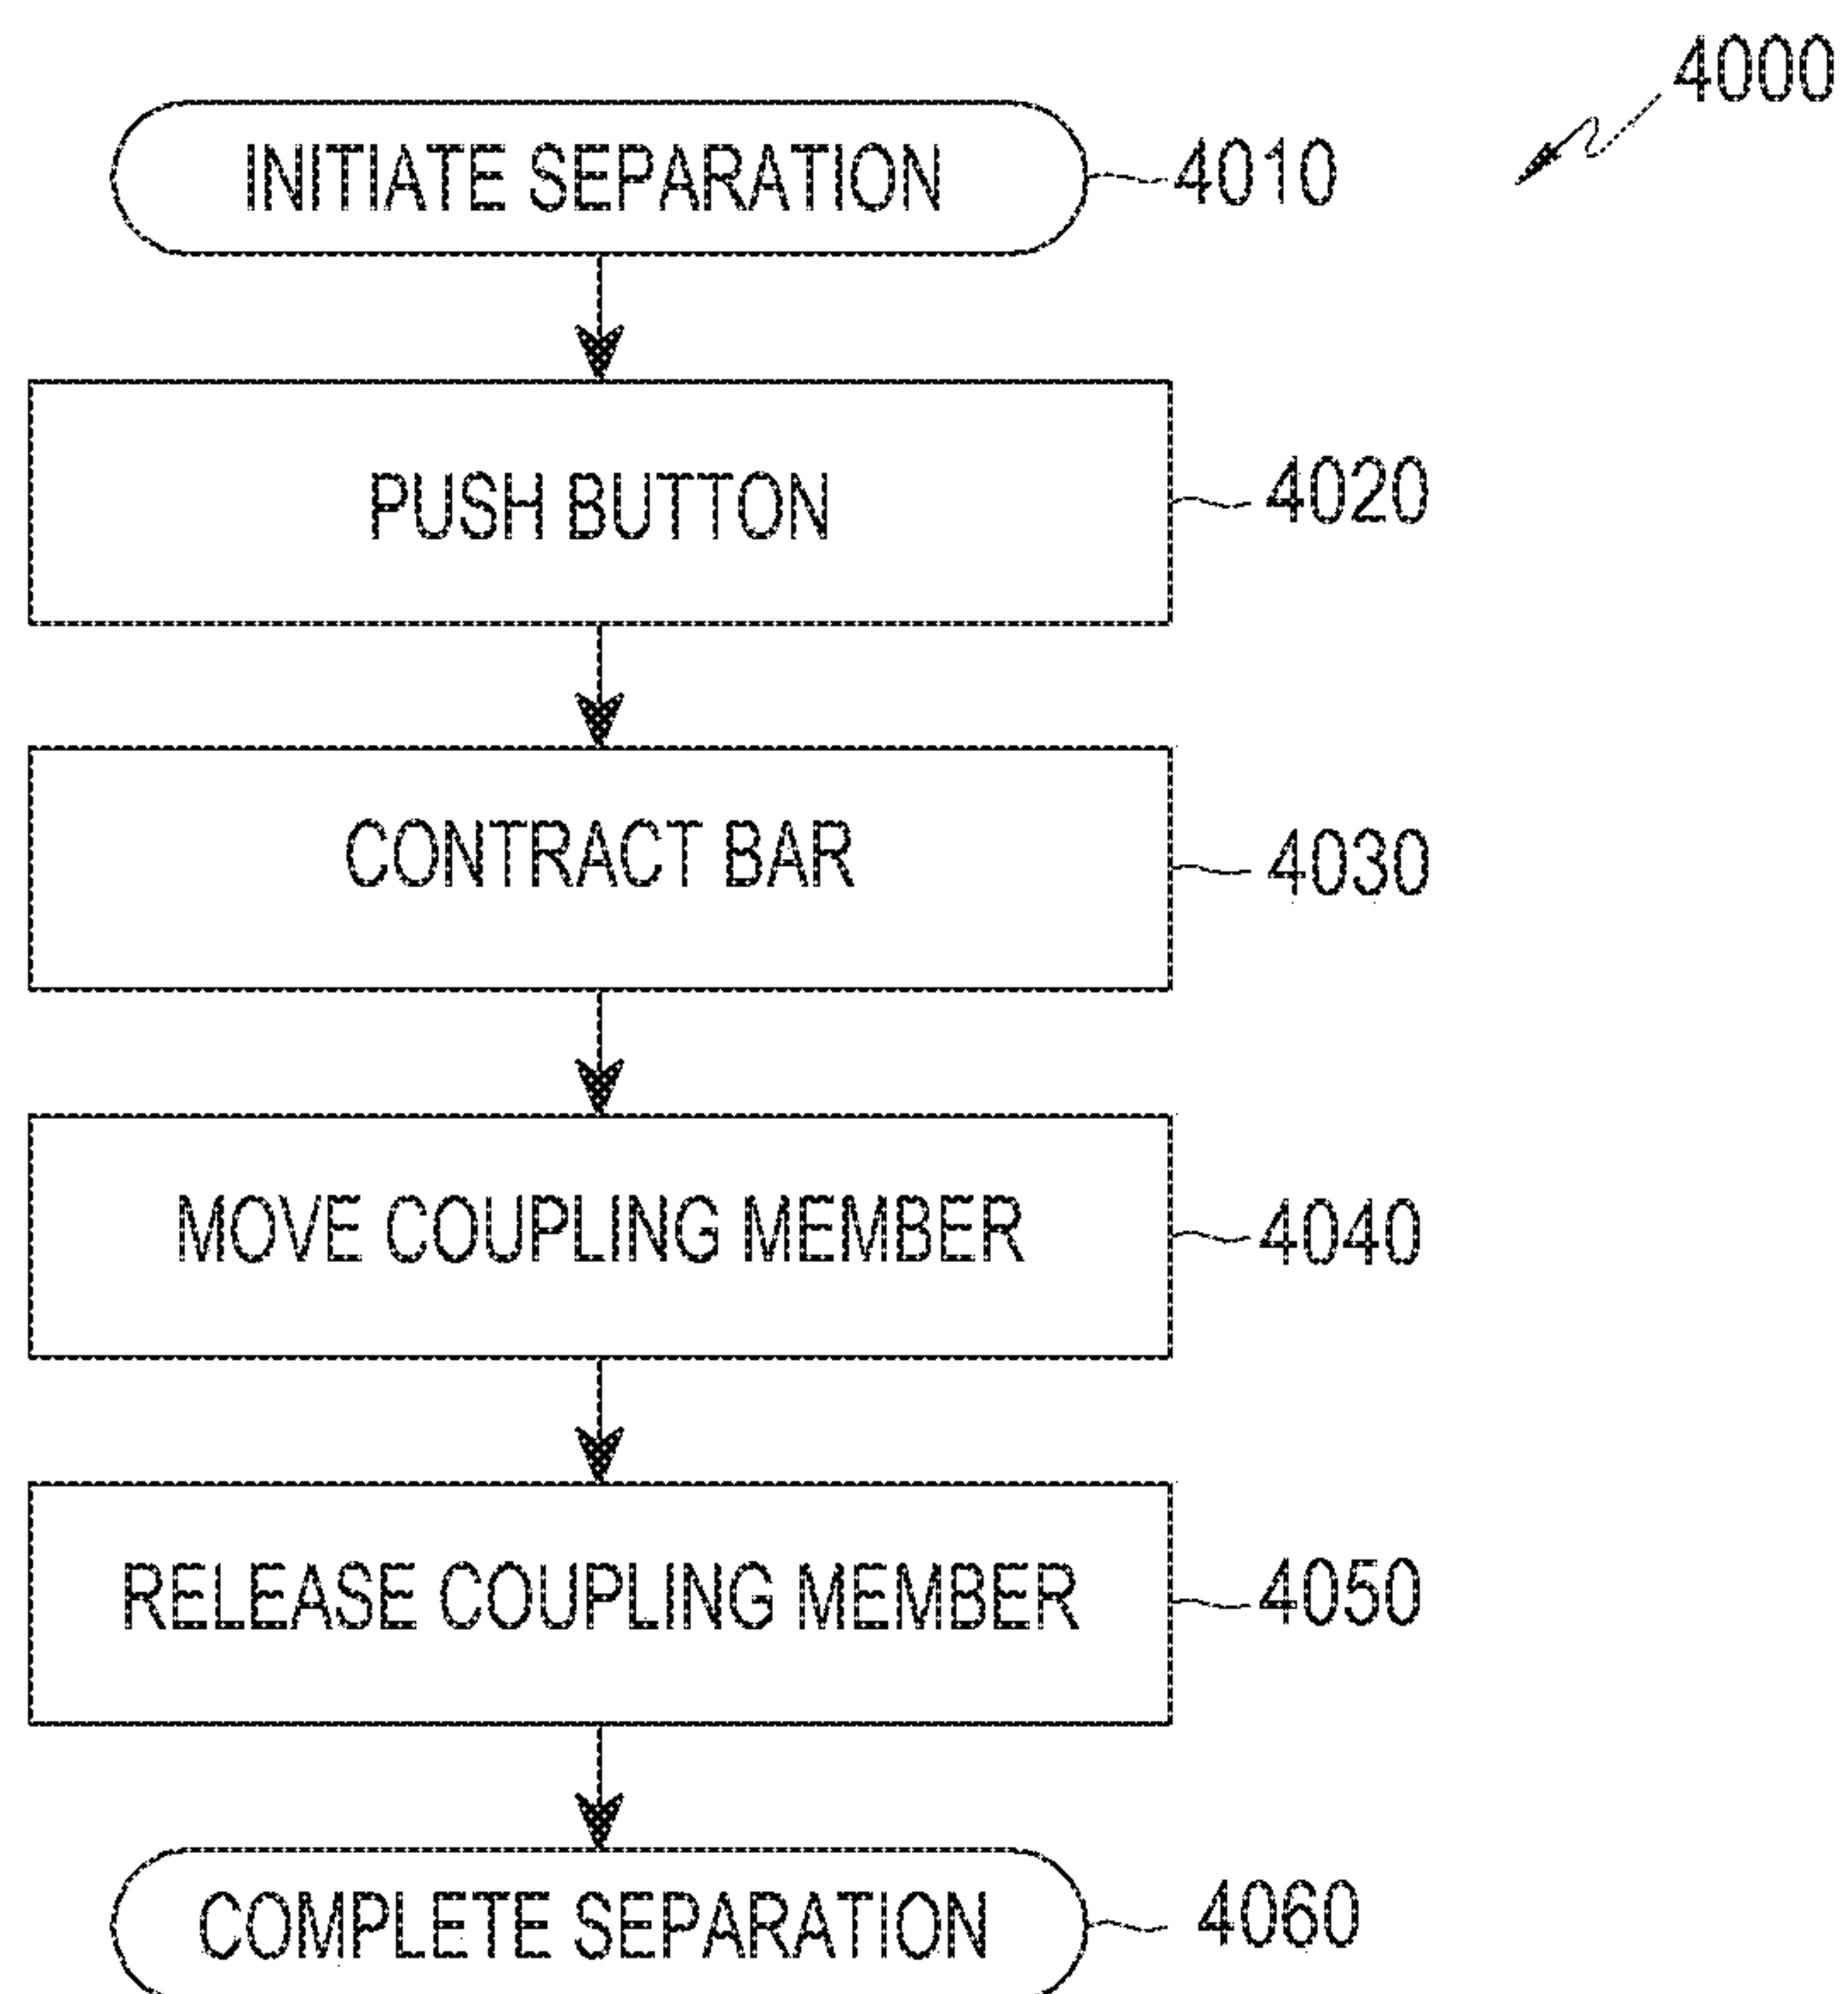 4000
INITIATE SEPARATION 4010
PUSH BUTTON 4020
CONTRACT BAR 4030
MOVE COUPLING MEMBER 4040
RELEASE COUPLING MEMBER 4050
COMPLETE SEPARATION 4060